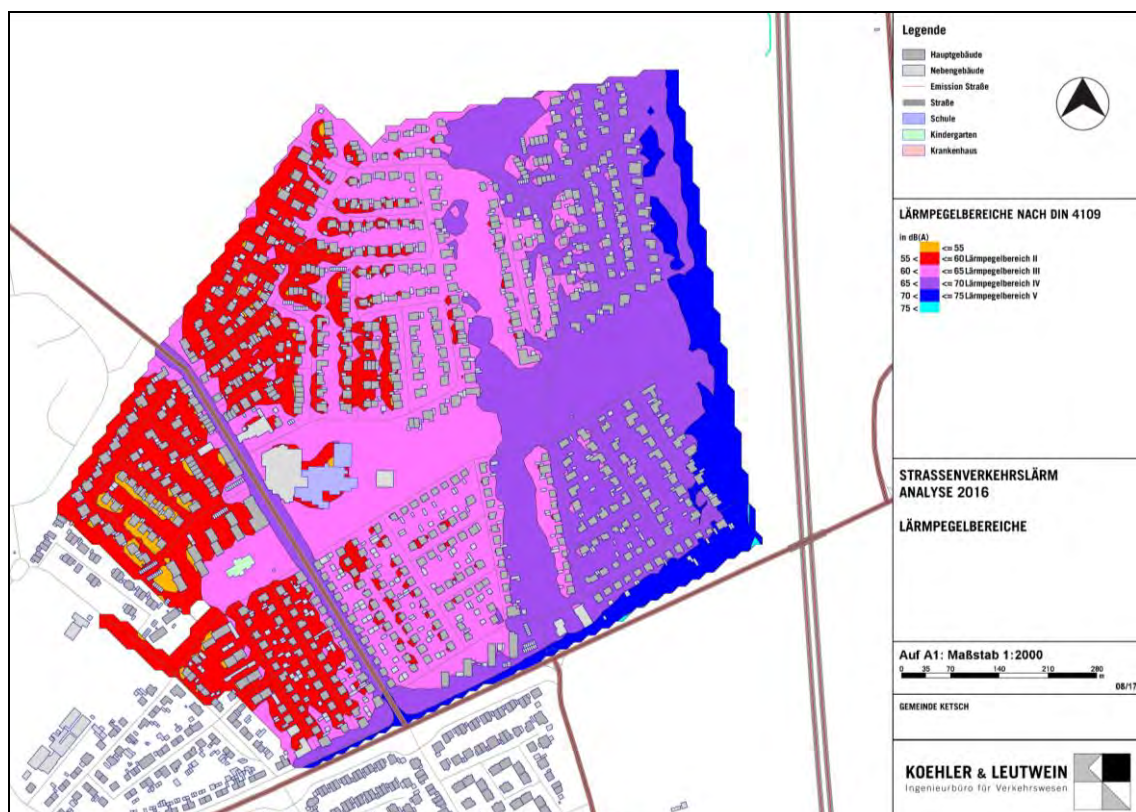 Legende
Hauptgebäude
Nebengebäude
Emission Straße
Straße
Schule
Kindergarten
Krankenhaus
LÄRMPEGELBEREICHE NACH DIN 4109
in dB(A)
<= 55
55 < <= 60 Lärmpegelbereich II
60 < <= 65 Lärmpegelbereich III
65 < <= 70 Lärmpegelbereich IV
70 < <= 75 Lärmpegelbereich V
75 <
STRASSENVERKEHRSLÄRM
ANALYSE 2016
LÄRMPEGELBEREICHE
Auf A1: Maßstab 1:2000
0 35 70 140 210 280
m
08/17
GEMEINDE KETSCH
KOEHLER & LEUTWEIN
Ingenieurbüro für Verkehrswesen